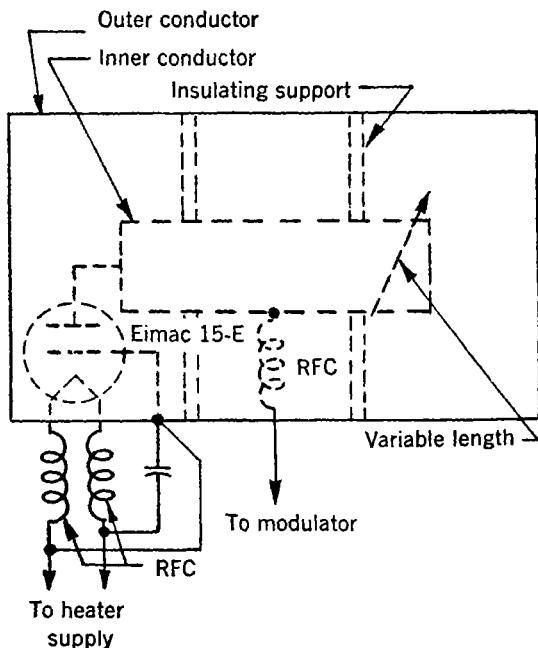 Outer conductor
Inner conductor
Insulating support
Eimac 15-E
RFC
Variable length
To modulator
RFC
To heater
supply